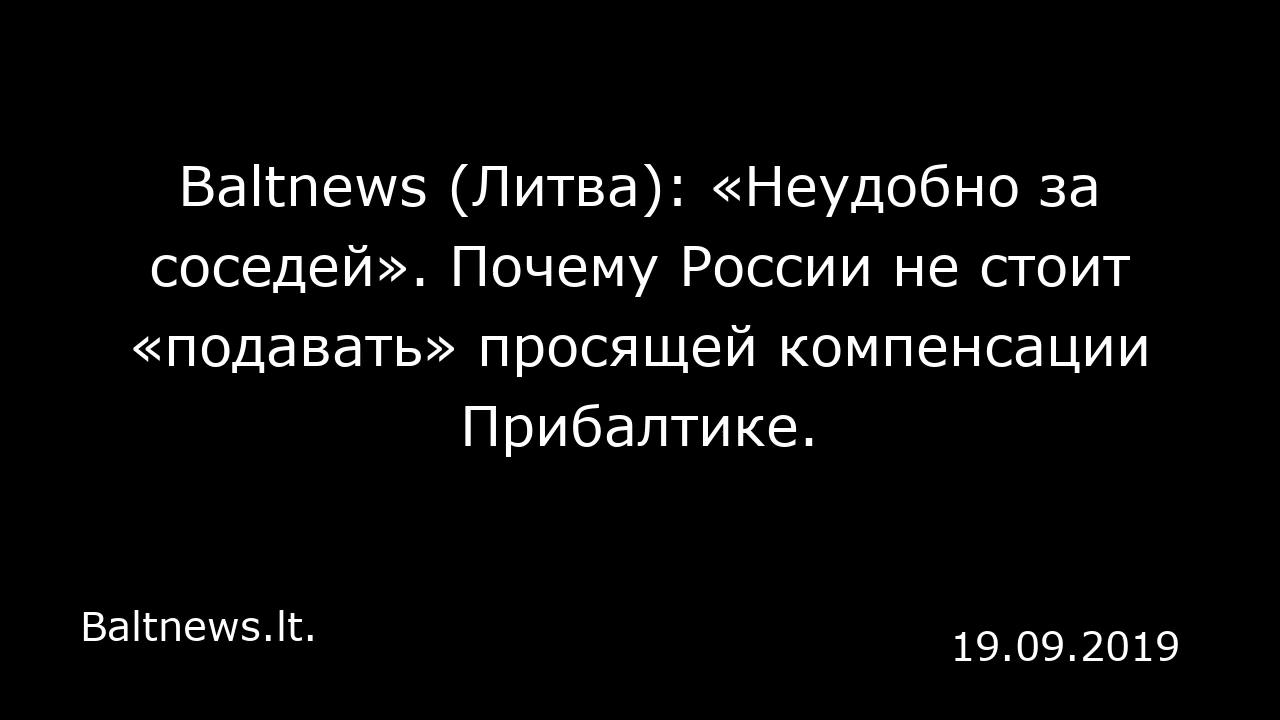 Baltnews (Литва): «Неудобно за
соседей». Почему России не стоит
«подавать» просящей компенсации
Прибалтике.
Baltnews.lt.
19.09.2019